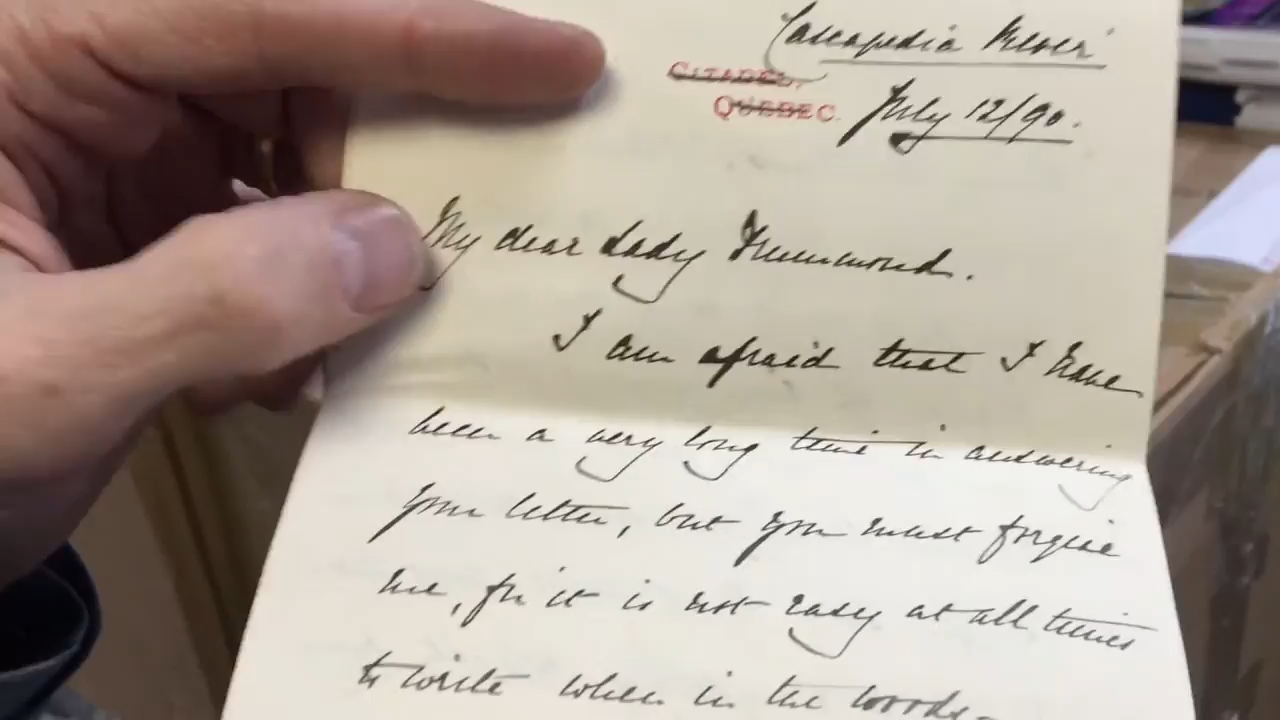 "Cascapedia River"
CITADEL,
QUEBEC.
July 12/90.
My dear Lady Drummond.
I am afraid that I have
been a very long time in answering
your letter, but you must forgive
me, for it is not easy at all times
to write when in the woods.